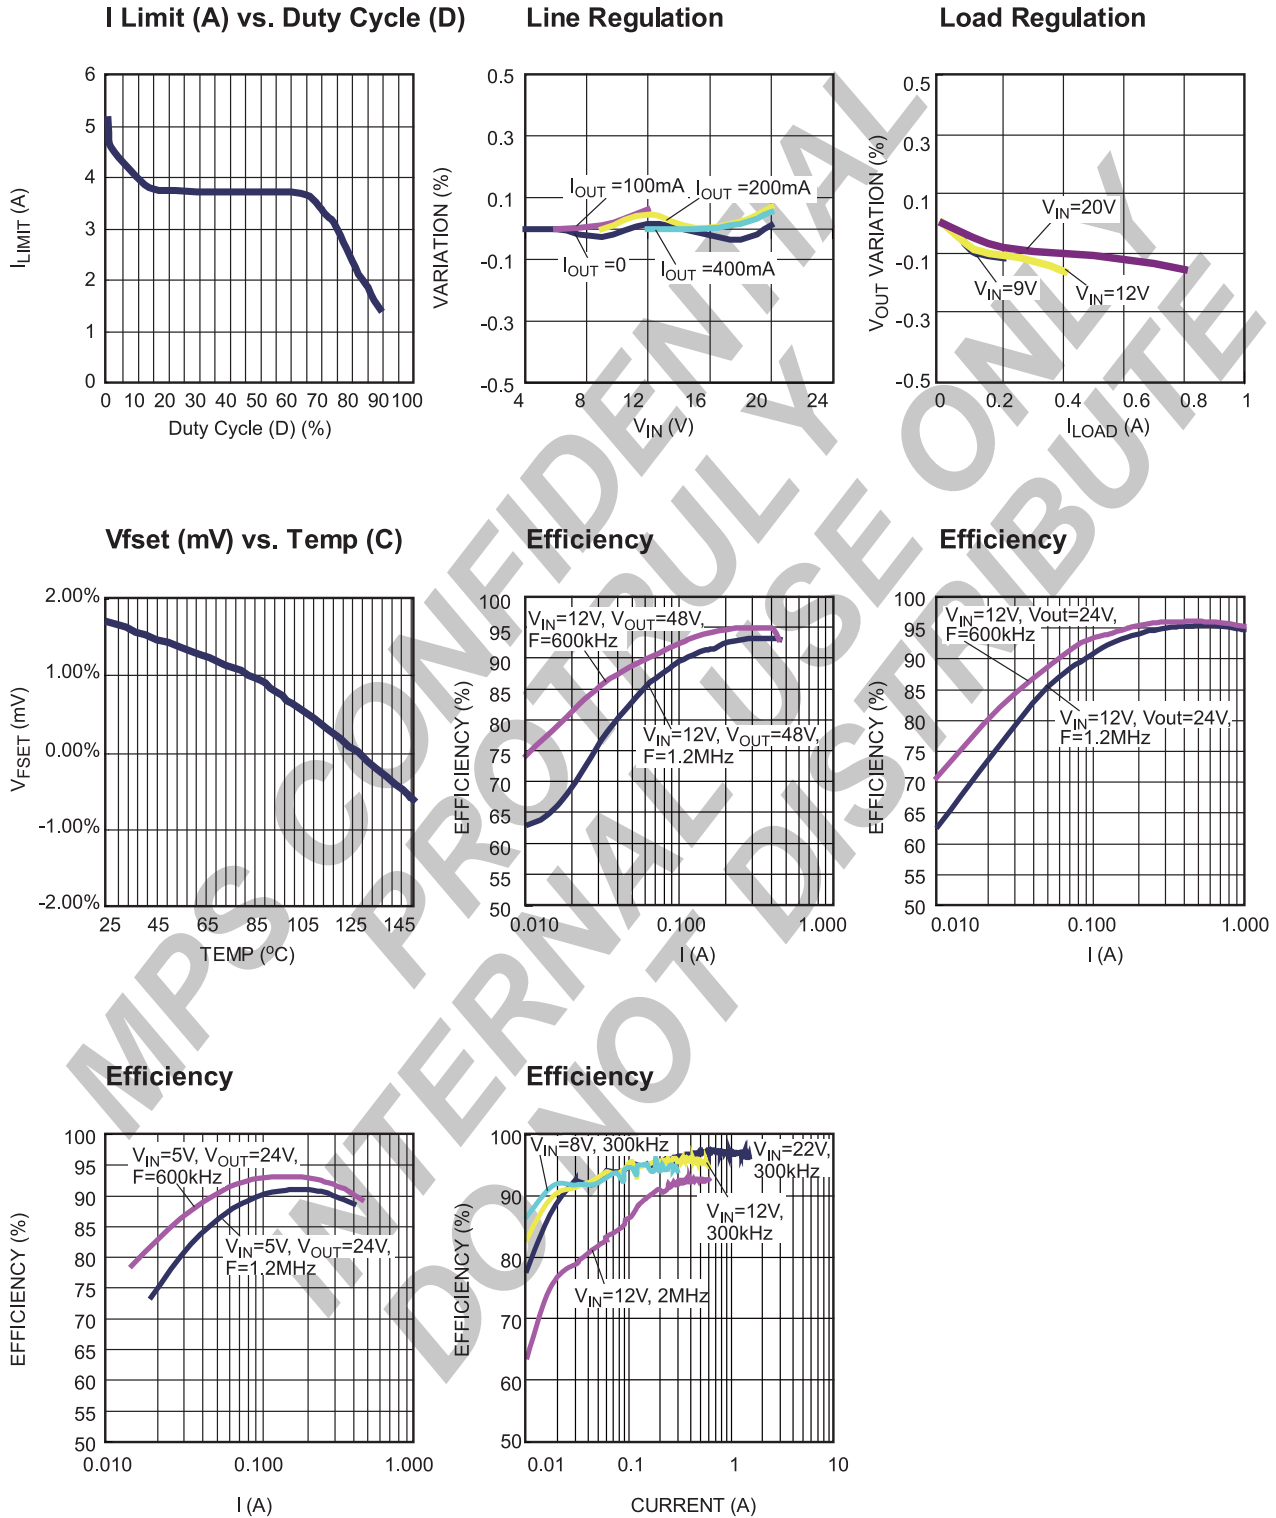 I Limit (A) vs. Duty Cycle (D)
6
5
4
3
2
1
0
I LIMIT (A)
0 10 20 30 40 50 60 70 80 90 100
Duty Cycle (D) (%)
Line Regulation
0.5
0.3
0.1
-0.1
-0.3
-0.5
VARIATION (%)
IOUT =100mA
IOUT =200mA
IOUT =0
IOUT =400mA
4 8 12 16 20 24
VIN (V)
Load Regulation
0.5
0.3
0.1
-0.1
-0.3
-0.5
VOUT VARIATION (%)
VIN=20V
VIN=9V
VIN=12V
0 0.2 0.4 0.6 0.8 1
ILOAD (A)
Vfset (mV) vs. Temp (C)
2.00%
1.00%
0.00%
-1.00%
-2.00%
VFSET (mV)
25 45 65 85 105 125 145
TEMP (oC)
Efficiency
100
95
90
85
80
75
70
65
60
55
50
EFFICIENCY (%)
VIN=12V, VOUT=48V,
F=600kHz
VIN=12V, VOUT=48V,
F=1.2MHz
0.010 0.100 1.000
I (A)
Efficiency
100
95
90
85
80
75
70
65
60
55
50
EFFICIENCY (%)
VIN=12V, Vout=24V,
F=600kHz
VIN=12V, Vout=24V,
F=1.2MHz
0.010 0.100 1.000
I (A)
Efficiency
100
95
90
85
80
75
70
65
60
55
50
EFFICIENCY (%)
VIN=5V, VOUT=24V,
F=600kHz
VIN=5V, VOUT=24V,
F=1.2MHz
0.010 0.100 1.000
I (A)
Efficiency
100
90
80
70
60
50
EFFICIENCY (%)
VIN=8V, 300kHz
VIN=22V,
300kHz
VIN=12V,
300kHz
VIN=12V, 2MHz
0.01 0.1 1 10
CURRENT (A)
MPS CONFIDENTIAL
INTERNAL USE ONLY
DO NOT DISTRIBUTE